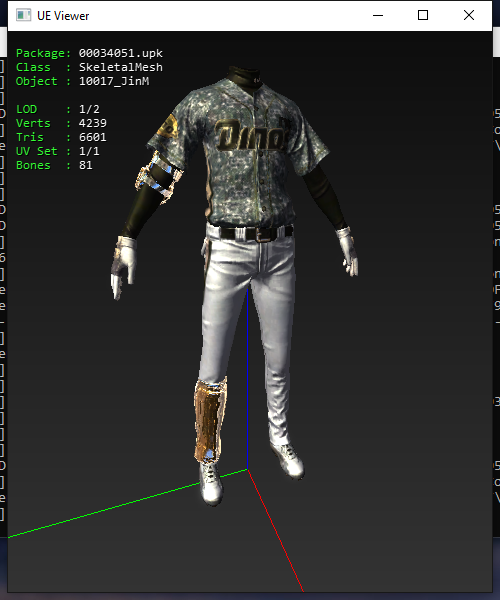 UE Viewer
Package: 00034051.upk
Class : SkeletalMesh
Object : 10017_JinM
LOD : 1/2
Verts : 4239
Tris : 6601
UV Set : 1/1
Bones : 81
Dinos